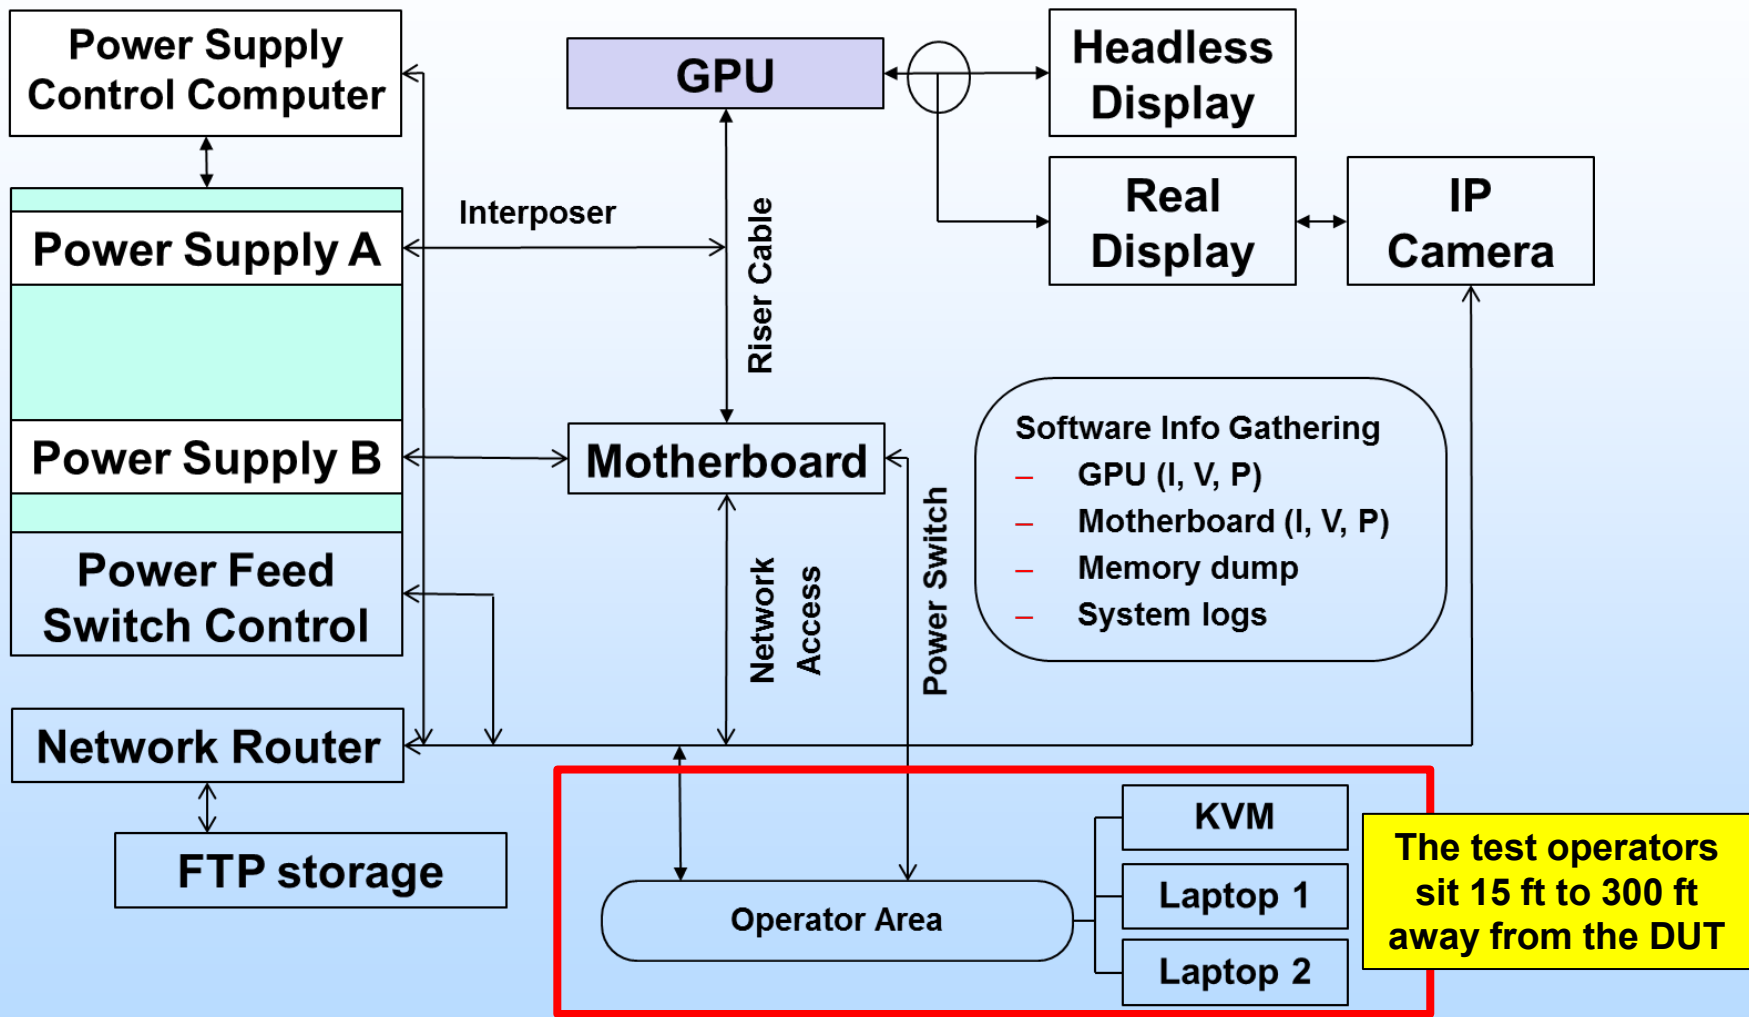 Power Supply
Control Computer
GPU
Headless
Display
Real
Display
IP
Camera
Interposer
Riser Cable
Power Supply A
Power Supply B
Motherboard
Power Feed
Switch Control
Network
Access
Power Switch
Software Info Gathering
– GPU (I, V, P)
– Motherboard (I, V, P)
– Memory dump
– System logs
Network Router
FTP storage
Operator Area
KVM
Laptop 1
Laptop 2
The test operators
sit 15 ft to 300 ft
away from the DUT